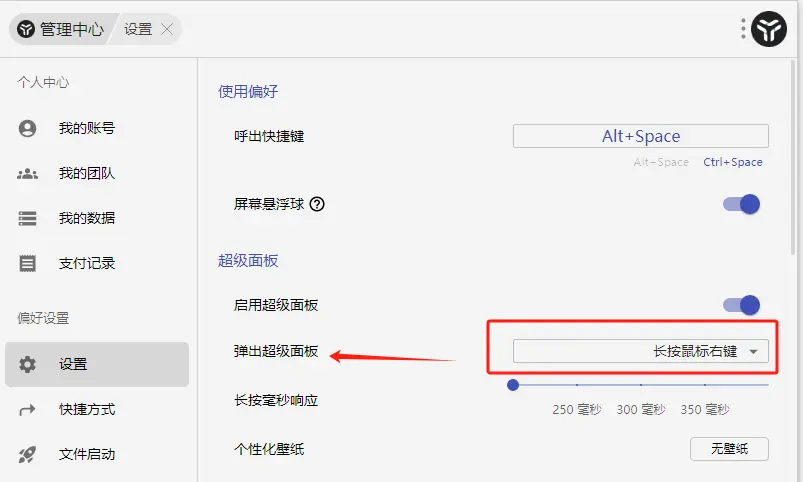 管理中心
设置
个人中心
我的账号
我的团队
我的数据
支付记录
偏好设置
设置
快捷方式
文件启动
使用偏好
呼出快捷键
Alt+Space
Alt+Space
Ctrl+Space
屏幕悬浮球
超级面板
启用超级面板
弹出超级面板
长按鼠标右键
长按毫秒响应
250 毫秒
300 毫秒
350 毫秒
个性化壁纸
无壁纸